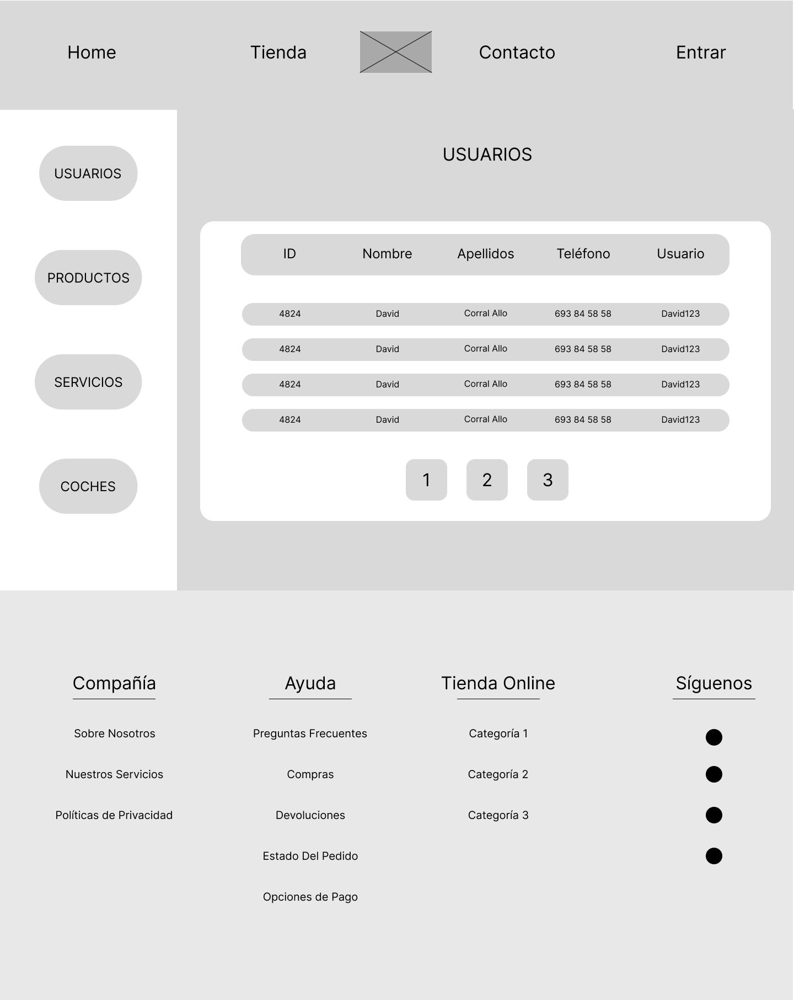 Home Tienda Contacto Entrar
USUARIOS
PRODUCTOS
SERVICIOS
COCHES
USUARIOS
ID Nombre Apellidos Teléfono Usuario
4824 David Corral Allo 693 84 58 58 David123
4824 David Corral Allo 693 84 58 58 David123
4824 David Corral Allo 693 84 58 58 David123
4824 David Corral Allo 693 84 58 58 David123
1 2 3
Compañía Ayuda Tienda Online Síguenos
Sobre Nosotros Preguntas Frecuentes Categoría 1
Nuestros Servicios Compras Categoría 2
Políticas de Privacidad Devoluciones Categoría 3
Estado Del Pedido
Opciones de Pago